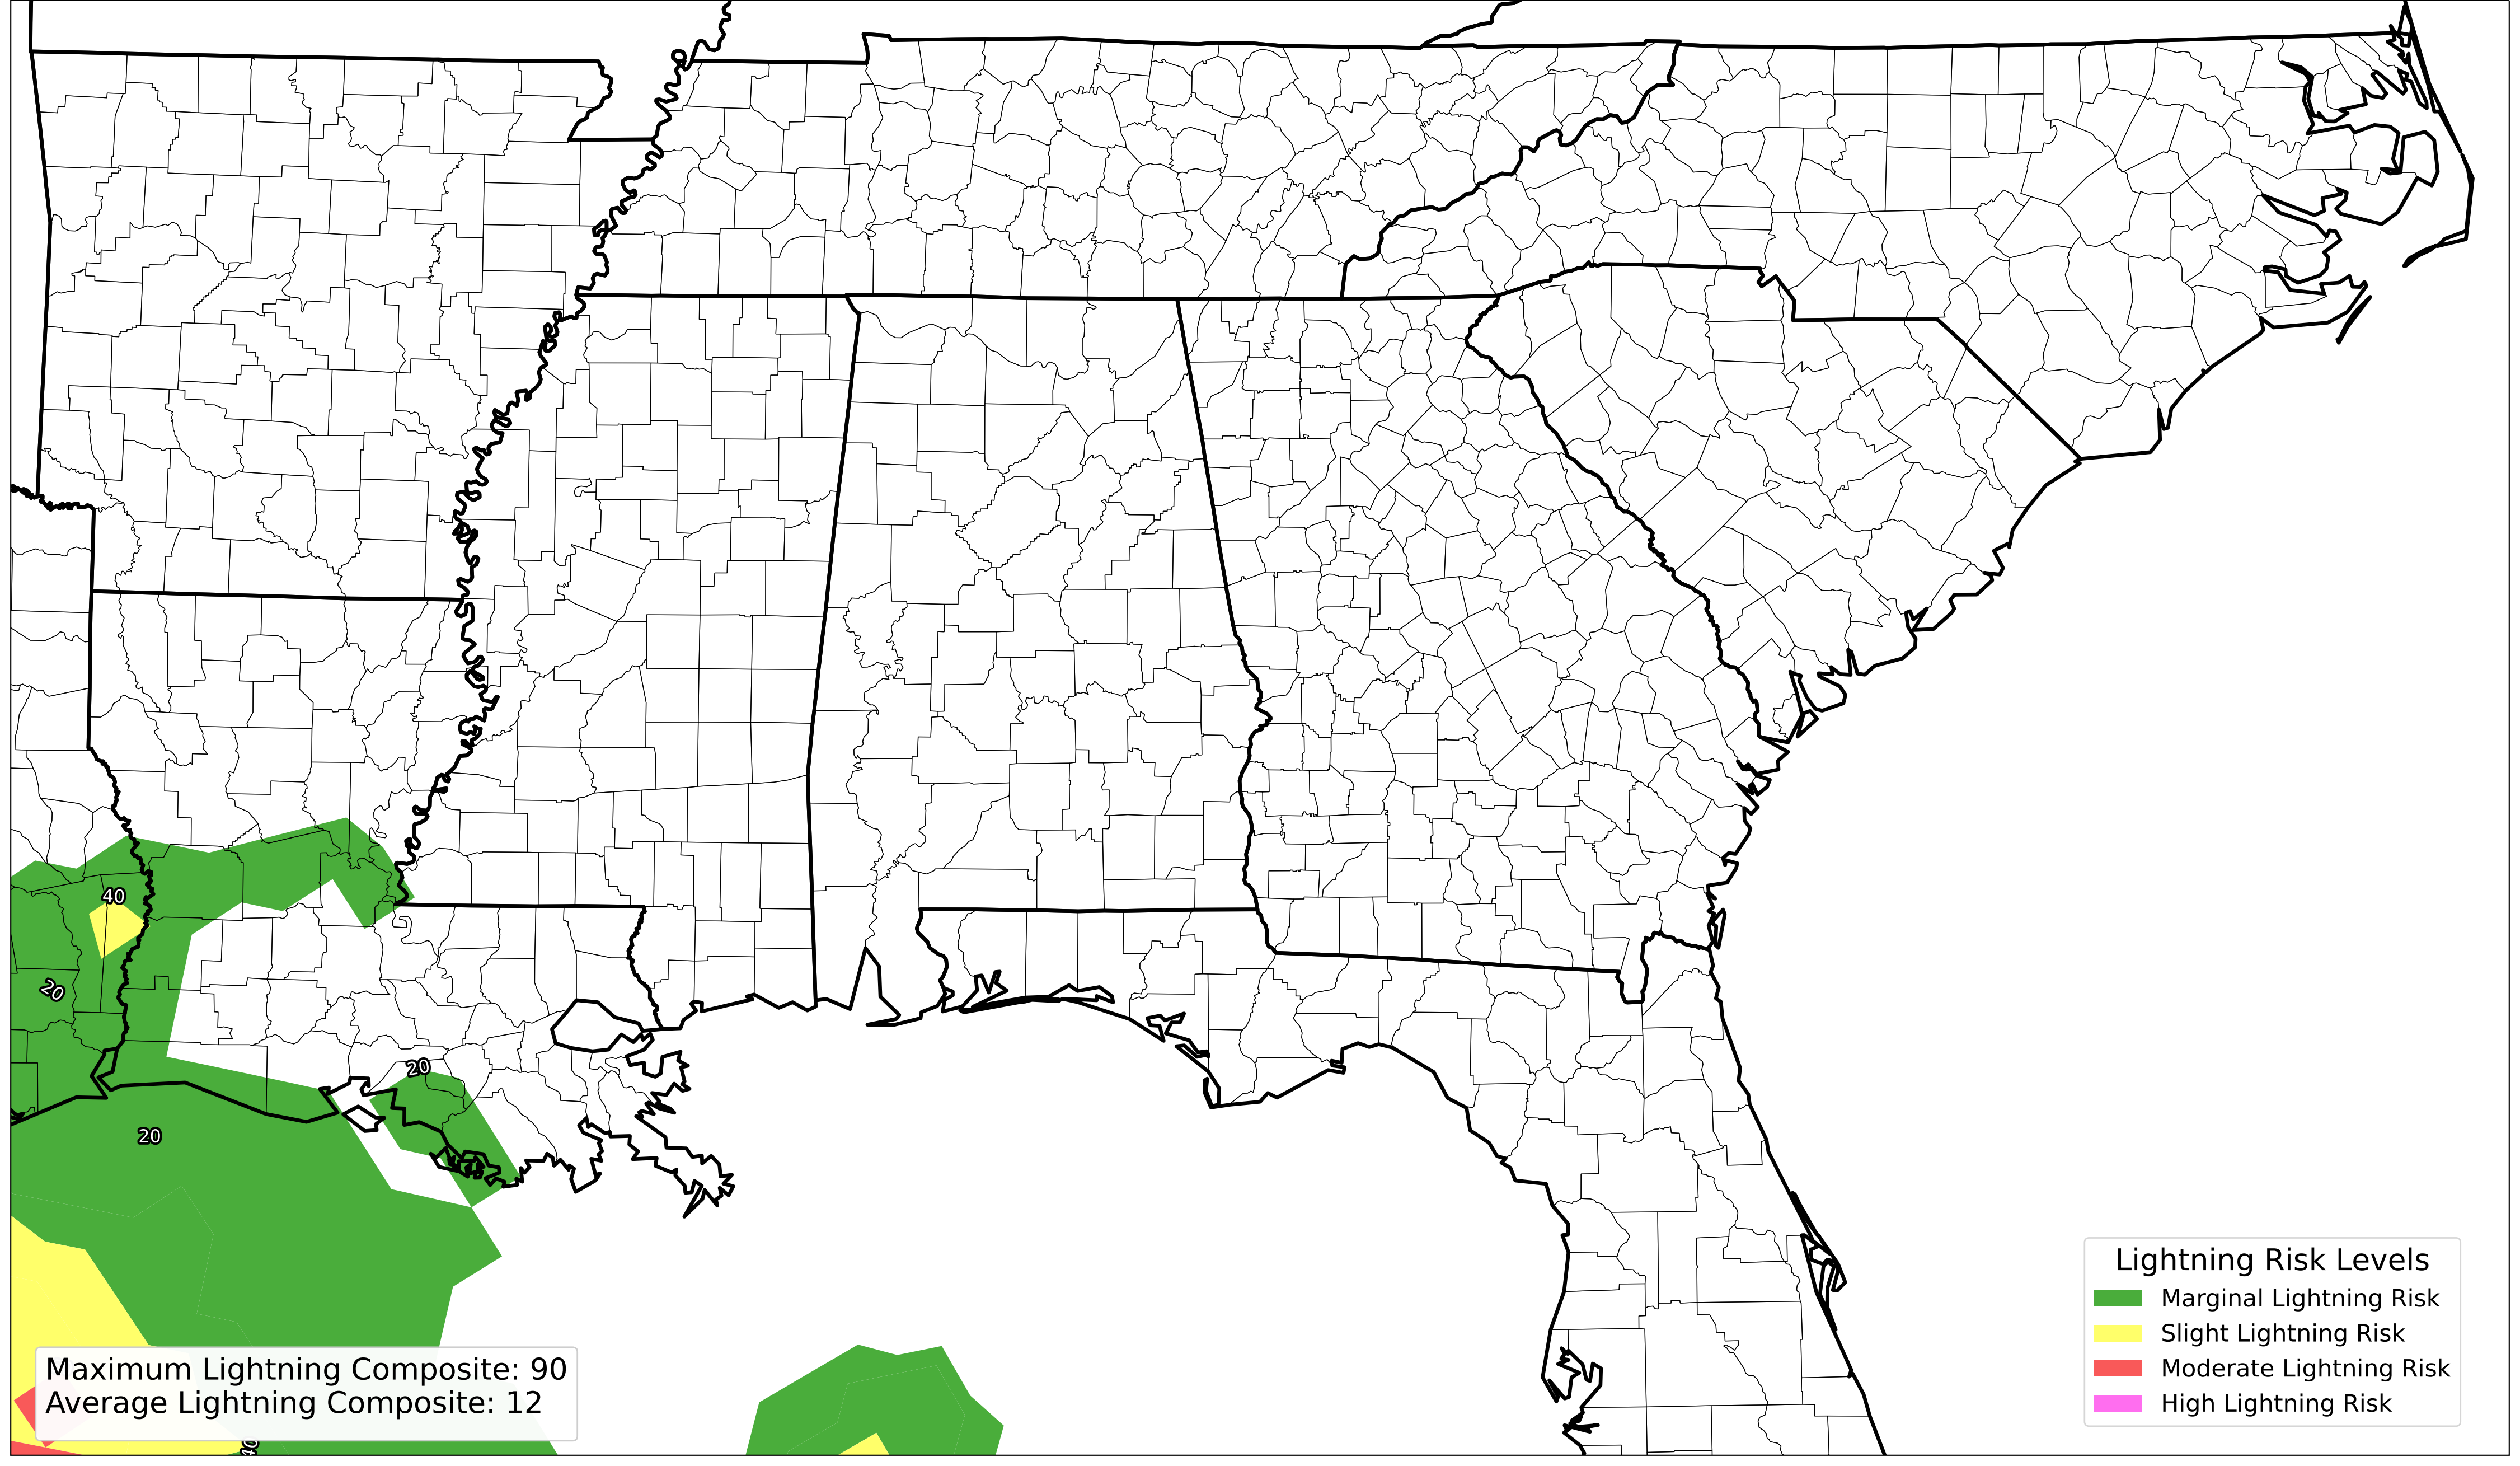 40
20
20
20
40
Maximum Lightning Composite: 90
Average Lightning Composite: 12
Lightning Risk Levels
Marginal Lightning Risk
Slight Lightning Risk
Moderate Lightning Risk
High Lightning Risk